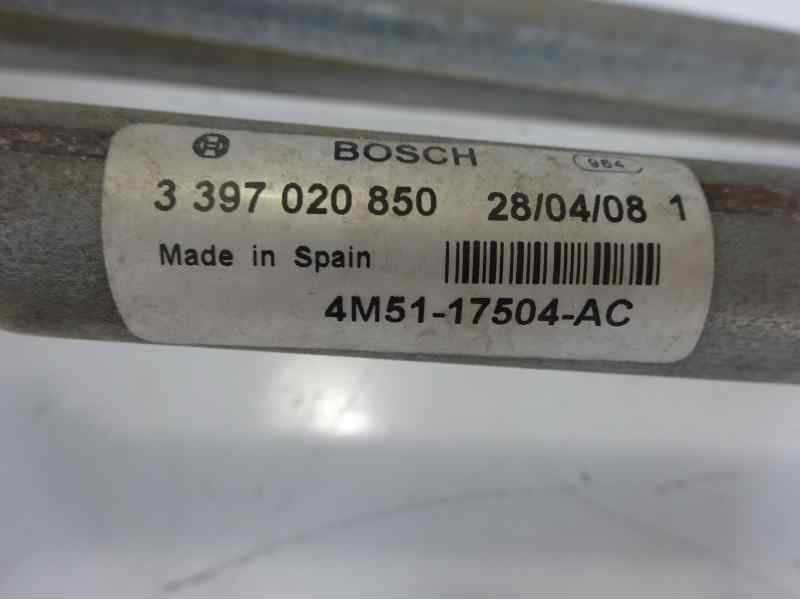 BOSCH 984
3 397 020 850 28/04/08 1
Made in Spain
4M51-17504-AC